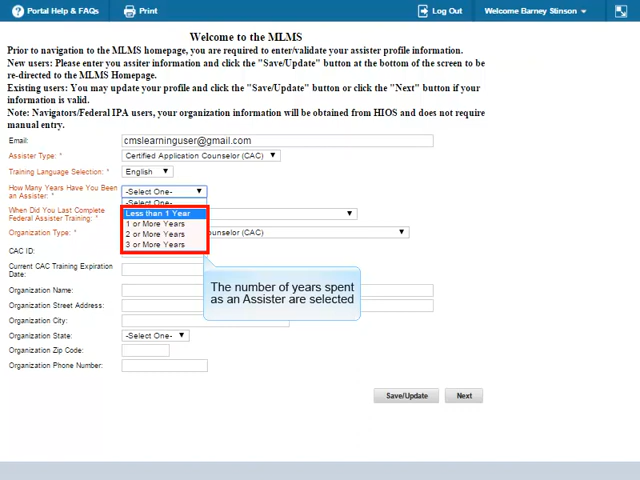 Portal Help & FAQs Print Log Out Welcome Barney Stinson
Welcome to the MLMS
Prior to navigation to the MLMS homepage, you are required to enter/validate your assister profile information.
New users: Please enter you assiter information and click the "Save/Update" button at the bottom of the screen to be
re-directed to the MLMS Homepage.
Existing users: You may update your profile and click the "Save/Update" button or click the "Next" button if your
information is valid.
Note: Navigators/Federal IPA users, your organization information will be obtained from HIOS and does not require
manual entry.
Email: cmslearninguser@gmail.com
Assister Type: * Certified Application Counselor (CAC)
Training Language Selection: * English
How Many Years Have You Been
an Assister: * -Select One-
-Select One-
Less than 1 Year
1 or More Years
2 or More Years
3 or More Years
When Did You Last Complete
Federal Assister Training: *
Organization Type: * ounselor (CAC)
CAC ID:
Current CAC Training Expiration
Date:
The number of years spent
as an Assister are selected
Organization Name:
Organization Street Address:
Organization City:
Organization State: -Select One-
Organization Zip Code:
Organization Phone Number:
Save/Update Next